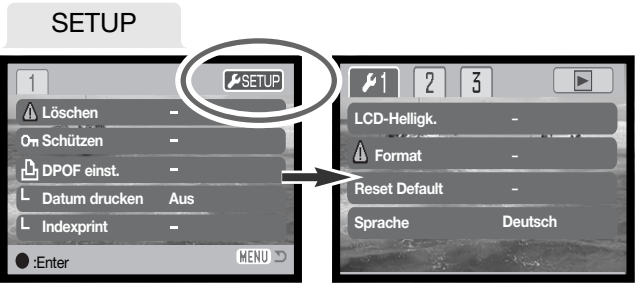 SETUP
1 SETUP
Löschen –
Schützen –
DPOF einst. –
Datum drucken Aus
Indexprint –
:Enter MENU
1 2 3
LCD-Helligk. –
Format –
Reset Default –
Sprache Deutsch